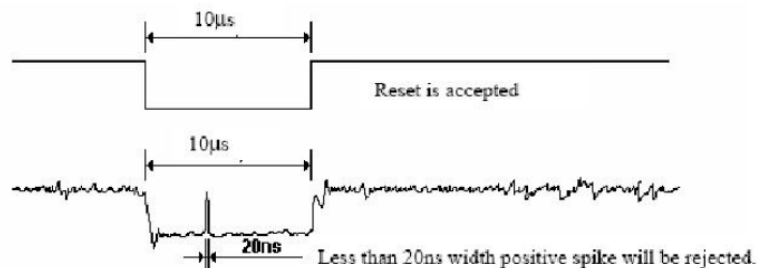 10μs
Reset is accepted
10μs
20ns
Less than 20ns width positive spike will be rejected.